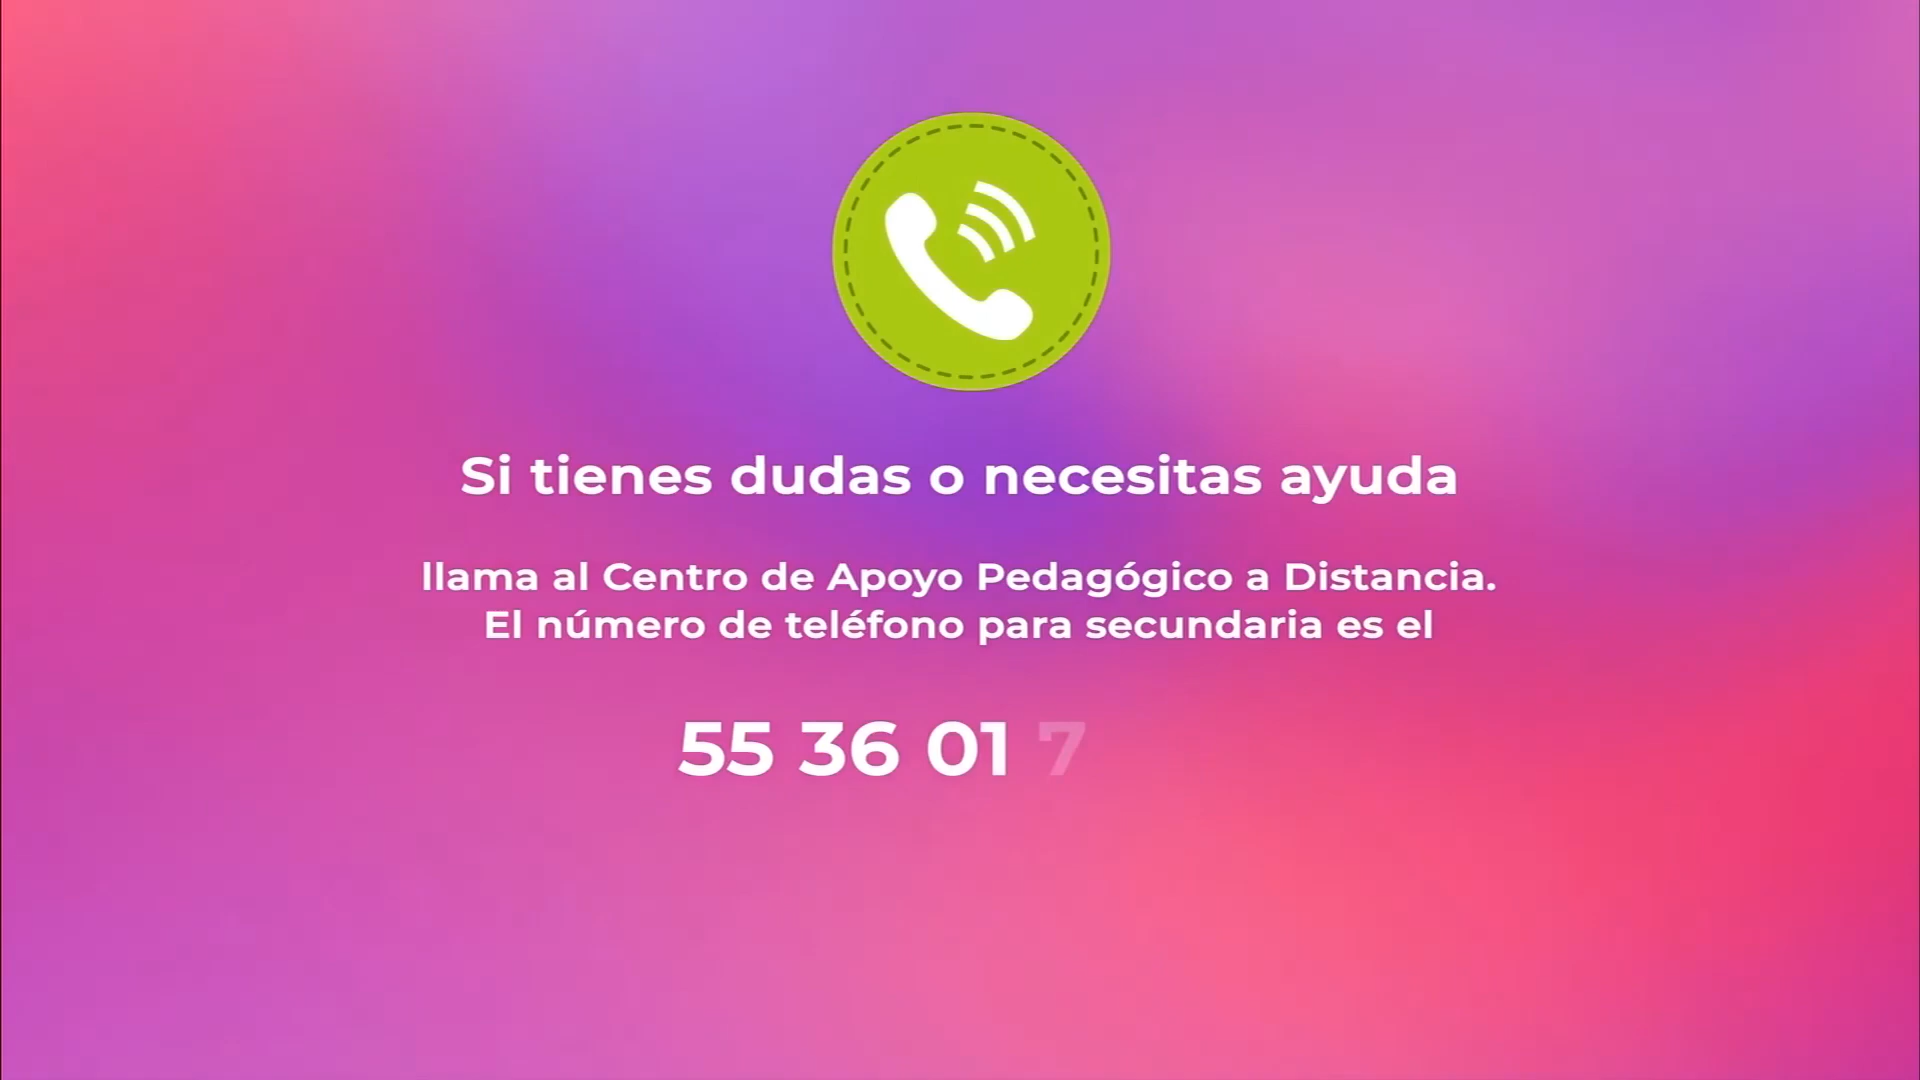 Si tienes dudas o necesitas ayuda
llama al Centro de Apoyo Pedagógico a Distancia.
El número de teléfono para secundaria es el
55 36 01 7